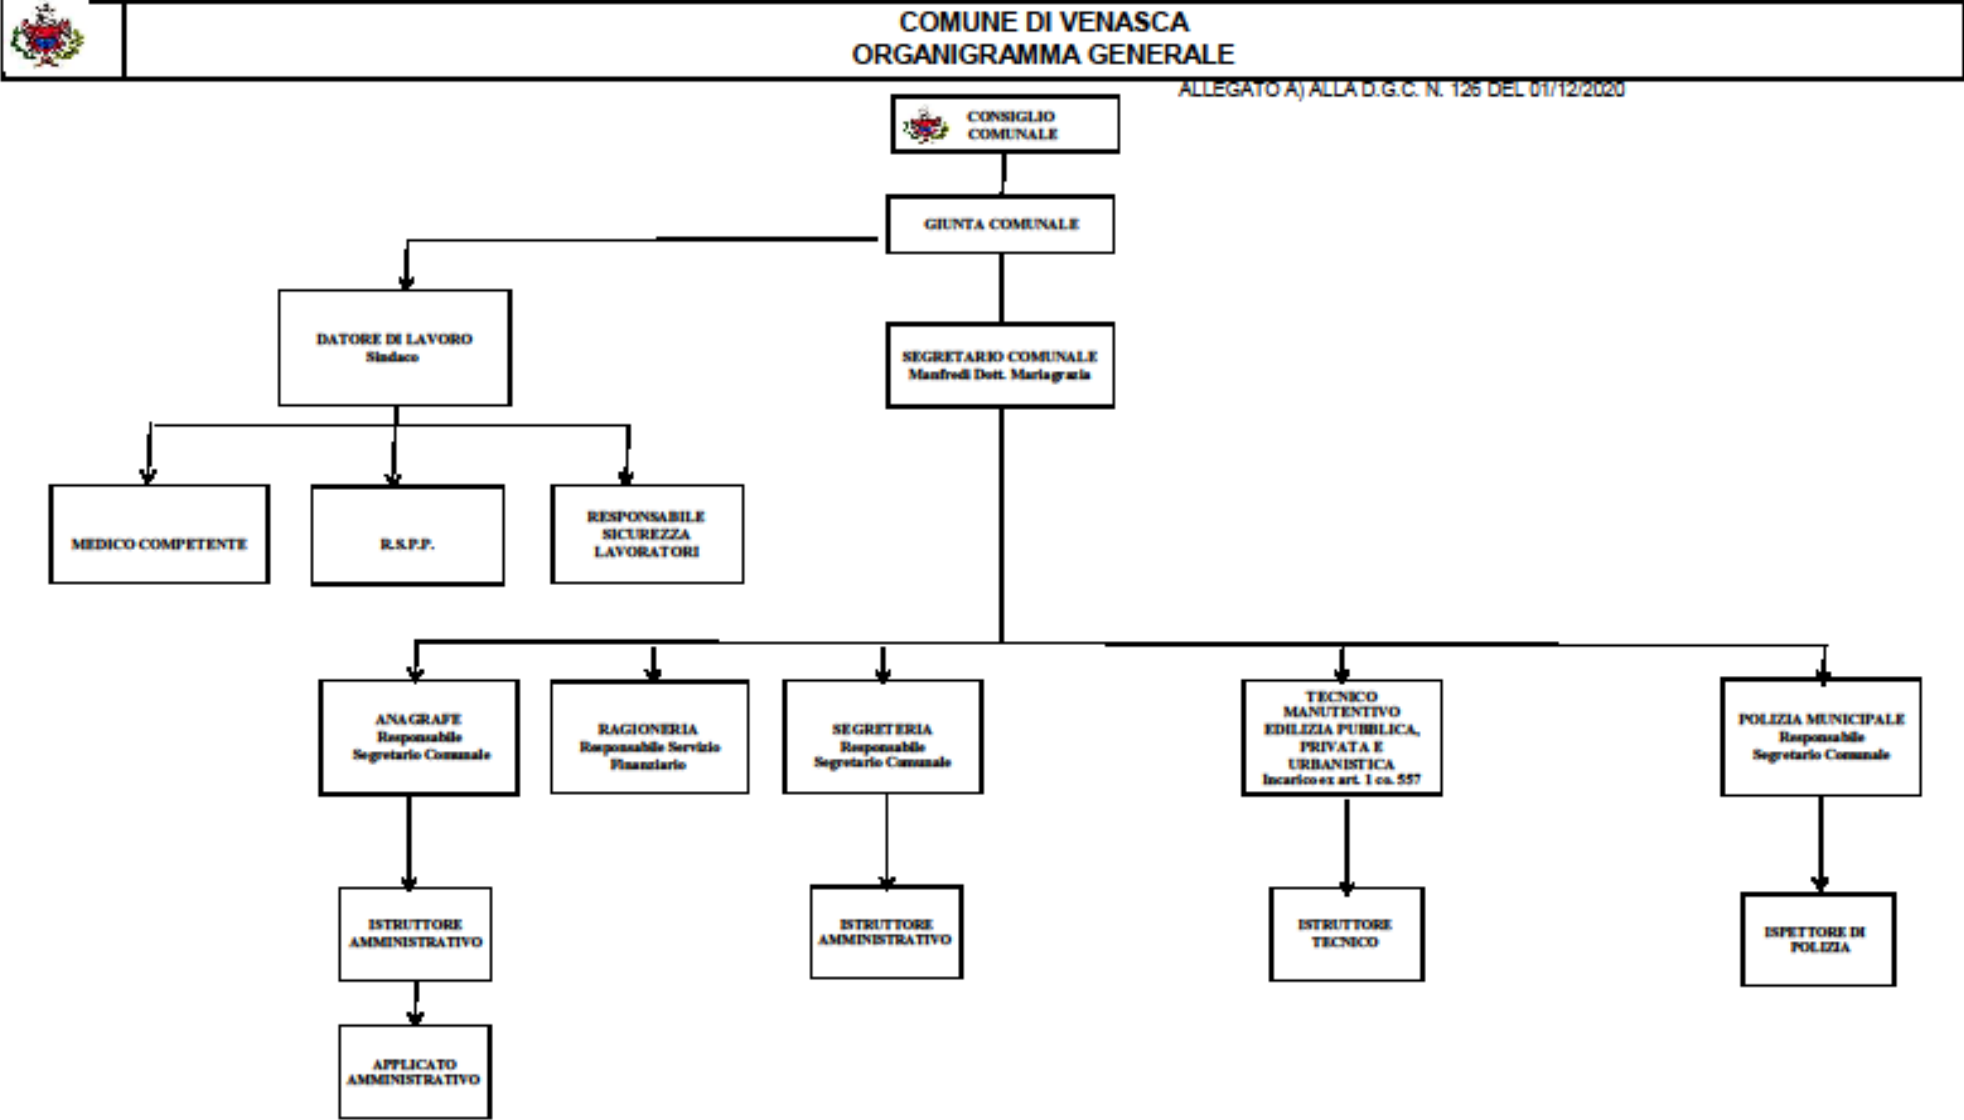 COMUNE DI VENASCA
ORGANIGRAMMA GENERALE
ALLEGATO A) ALLA D.G.C. N. 126 DEL 01/12/2020
CONSIGLIO
COMUNALE
GIUNTA COMUNALE
DATORE DI LAVORO
Sindaco
SEGRETARIO COMUNALE
Manfredi Dott. Mariagrazia
MEDICO COMPETENTE
R.S.P.P.
RESPONSABILE
SICUREZZA
LAVORATORI
ANAGRAFE
Responsabile
Segretario Comunale
RAGIONERIA
Responsabile Servizio
Finanziario
SEGRETERIA
Responsabile
Segretario Comunale
TECNICO
MANUTENTIVO
EDILIZIA PUBBLICA,
PRIVATA E
URBANISTICA
Incarico ex art. 1 co. 557
POLIZIA MUNICIPALE
Responsabile
Segretario Comunale
ISTRUTTORE
AMMINISTRATIVO
ISTRUTTORE
AMMINISTRATIVO
ISTRUTTORE
TECNICO
ISPETTORE DI
POLIZIA
APPLICATO
AMMINISTRATIVO